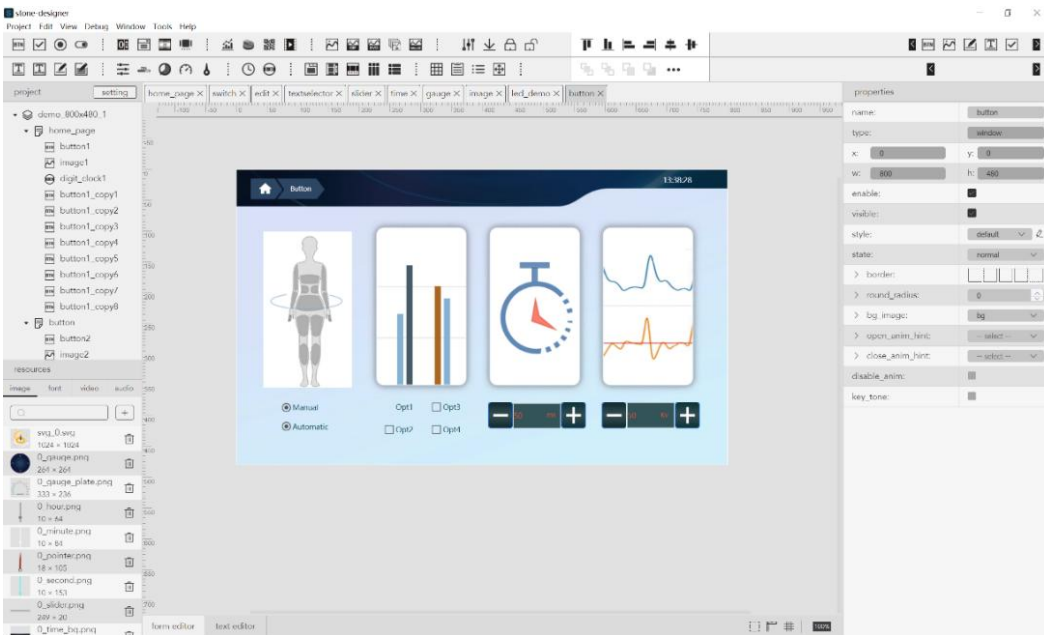 stone-designer
Project Edit View Debug Window Tools Help
project setting
home_page switch edit textselector slider time gauge image led_demo button
properties
demo_800x480_1
home_page
button1
image1
digit_clock1
button1_copy1
button1_copy2
button1_copy3
button1_copy4
button1_copy5
button1_copy6
button1_copy7
button1_copy8
button
button2
image2
resources
image font video audio
svg_0.svg
1024 × 1024
0_gauge.png
264 × 264
0_gauge_plate.png
333 × 236
0_hour.png
10 × 64
0_minute.png
10 × 84
0_pointer.png
18 × 105
0_second.png
10 × 153
0_slider.png
249 × 20
0_time_bg.png
Button
13:38:28
Manual
Automatic
Opt1 Opt3
Opt2 Opt4
50
form editor text editor
100%
name: button
type: window
x: 0 y: 0
w: 800 h: 480
enable:
visible:
style: default
state: normal
border:
round_radius: 0
bg_image: bg
open_anim_hint: -- select --
close_anim_hint: -- select --
disable_anim:
key_tone: